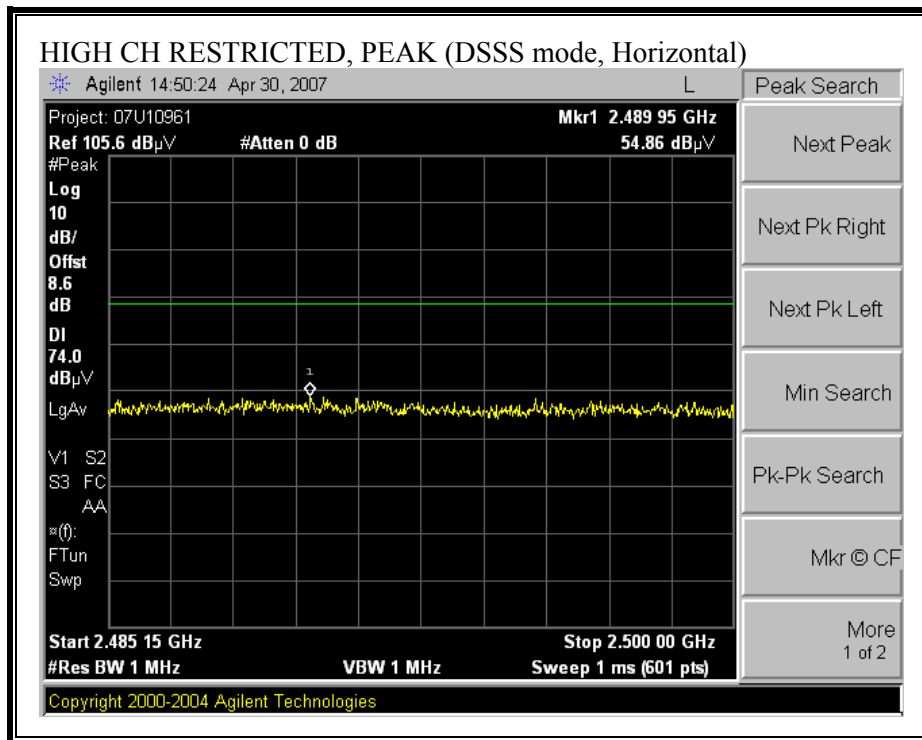 HIGH CH RESTRICTED, PEAK (DSSS mode, Horizontal)
Agilent 14:50:24 Apr 30, 2007 L
Project: 07U10961 Mkr1 2.489 95 GHz
Ref 105.6 dBµV #Atten 0 dB 54.86 dBµV
#Peak
Log
10
dB/
Offst
8.6
dB
DI
74.0
dBµV
LgAv
1
V1 S2
S3 FC
AA
¤(f):
FTun
Swp
Start 2.485 15 GHz Stop 2.500 00 GHz
#Res BW 1 MHz VBW 1 MHz Sweep 1 ms (601 pts)
Copyright 2000-2004 Agilent Technologies
Peak Search
Next Peak
Next Pk Right
Next Pk Left
Min Search
Pk-Pk Search
Mkr © CF
More
1 of 2